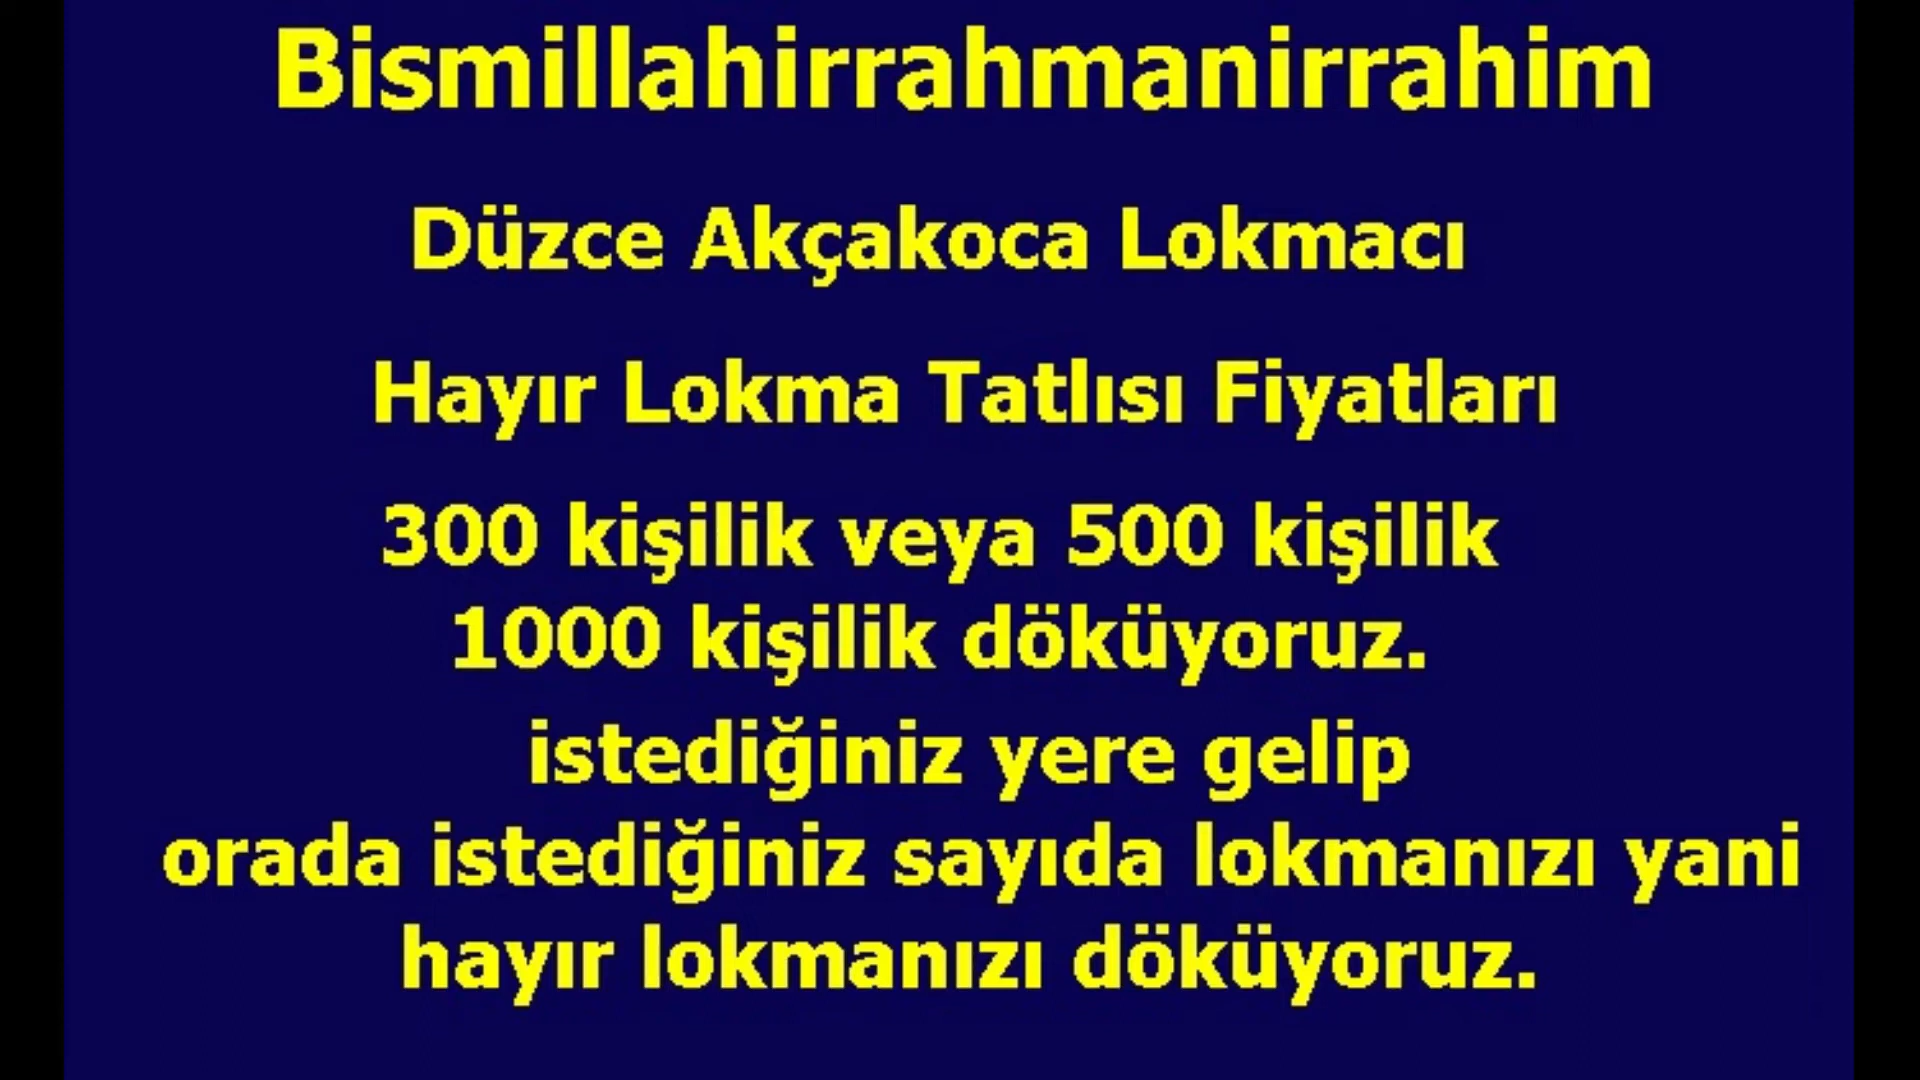 Bismillahirrahmanirrahim
Düzce Akçakoca Lokmacı
Hayır Lokma Tatlısı Fiyatları
300 kişilik veya 500 kişilik
1000 kişilik döküyoruz.
istediğiniz yere gelip
orada istediğiniz sayıda lokmanızı yani
hayır lokmanızı döküyoruz.